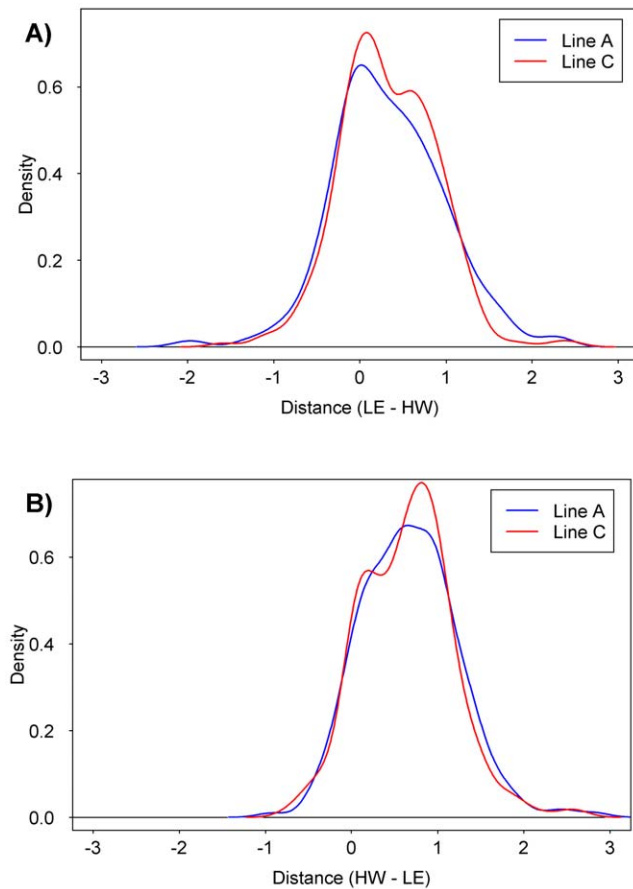 A)
Line A
Line C
Density
0.6
0.4
0.2
0.0
-3 -2 -1 0 1 2 3
Distance (LE - HW)
B)
Line A
Line C
Density
0.6
0.4
0.2
0.0
-3 -2 -1 0 1 2 3
Distance (HW - LE)